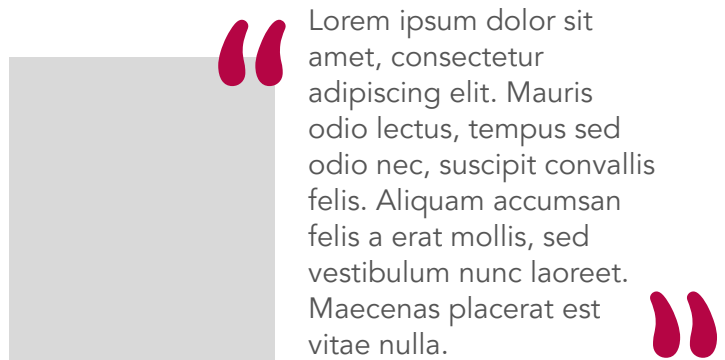 “
Lorem ipsum dolor sit
amet, consectetur
adipiscing elit. Mauris
odio lectus, tempus sed
odio nec, suscipit convallis
felis. Aliquam accumsan
felis a erat mollis, sed
vestibulum nunc laoreet.
Maecenas placerat est
vitae nulla.
”